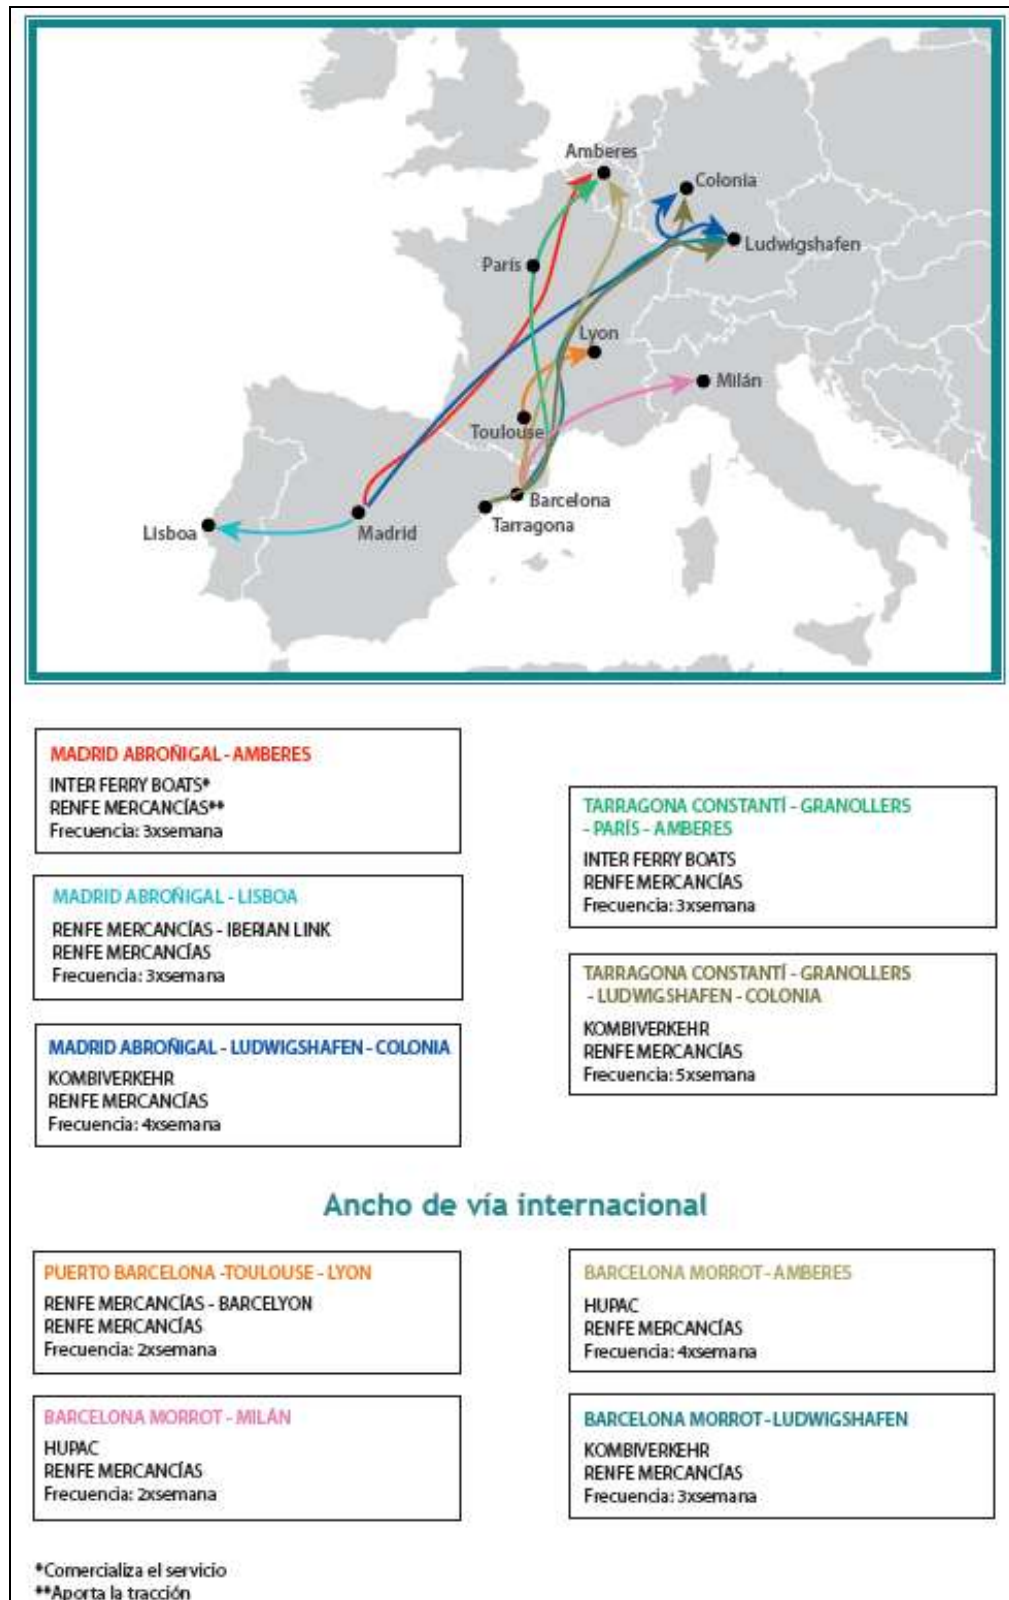 Amberes
Colonia
Ludwigshafen
París
Lyon
Milán
Toulouse
Barcelona
Tarragona
Madrid
Lisboa
MADRID ABROÑIGAL - AMBERES
INTER FERRY BOATS*
RENFE MERCANCÍAS**
Frecuencia: 3xsemana
MADRID ABROÑIGAL - LISBOA
RENFE MERCANCÍAS - IBERIAN LINK
RENFE MERCANCÍAS
Frecuencia: 3xsemana
MADRID ABROÑIGAL - LUDWIGSHAFEN - COLONIA
KOMBIVERKEHR
RENFE MERCANCÍAS
Frecuencia: 4xsemana
TARRAGONA CONSTANTÍ - GRANOLLERS
- PARÍS - AMBERES
INTER FERRY BOATS
RENFE MERCANCÍAS
Frecuencia: 3xsemana
TARRAGONA CONSTANTÍ - GRANOLLERS
- LUDWIGSHAFEN - COLONIA
KOMBIVERKEHR
RENFE MERCANCÍAS
Frecuencia: 5xsemana
Ancho de vía internacional
PUERTO BARCELONA -TOULOUSE - LYON
RENFE MERCANCÍAS - BARCELYON
RENFE MERCANCÍAS
Frecuencia: 2xsemana
BARCELONA MORROT - MILÁN
HUPAC
RENFE MERCANCÍAS
Frecuencia: 2xsemana
BARCELONA MORROT - AMBERES
HUPAC
RENFE MERCANCÍAS
Frecuencia: 4xsemana
BARCELONA MORROT - LUDWIGSHAFEN
KOMBIVERKEHR
RENFE MERCANCÍAS
Frecuencia: 3xsemana
*Comercializa el servicio
**Aporta la tracción